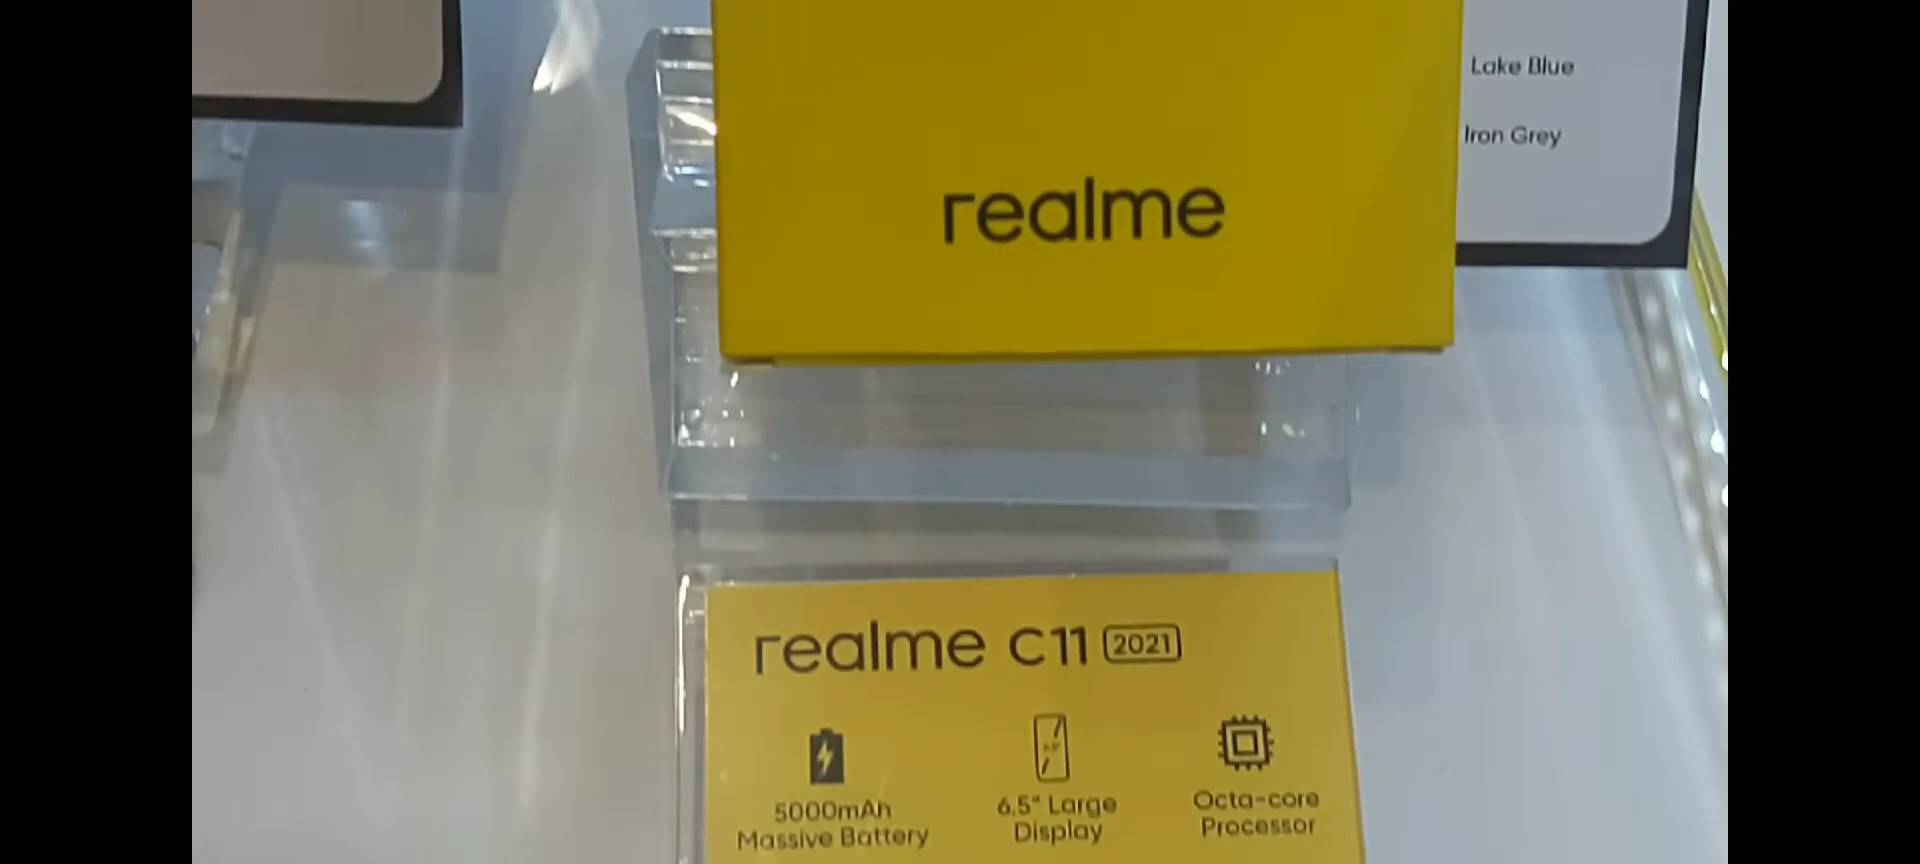 Lake Blue
Iron Grey
realme
realme C11 2021
5000mAh
Massive Battery
6.5" Large
Display
Octa-core
Processor